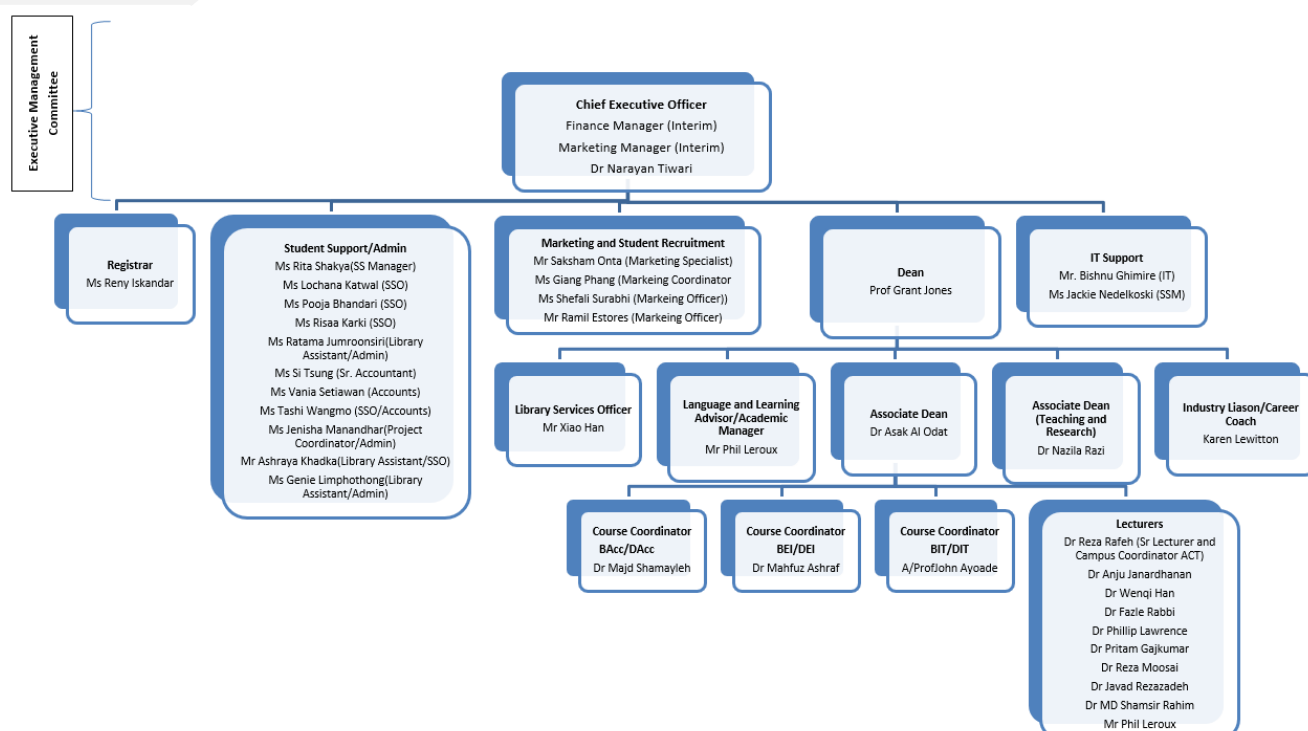 Executive Management
Committee
Chief Executive Officer
Finance Manager (Interim)
Marketing Manager (Interim)
Dr Narayan Tiwari
Registrar
Ms Reny Iskandar
Student Support/Admin
Ms Rita Shakya(SS Manager)
Ms Lochana Katwal (SSO)
Ms Pooja Bhandari (SSO)
Ms Risaa Karki (SSO)
Ms Ratama Jumroonsiri(Library
Assistant/Admin)
Ms Si Tsung (Sr. Accountant)
Ms Vania Setiawan (Accounts)
Ms Tashi Wangmo (SSO/Accounts)
Ms Jenisha Manandhar(Project
Coordinator/Admin)
Mr Ashraya Khadka(Library Assistant/SSO)
Ms Genie Limphothong(Library
Assistant/Admin)
Marketing and Student Recruitment
Mr Saksham Onta (Marketing Specialist)
Ms Giang Phang (Markeing Coordinator
Ms Shefali Surabhi (Markeing Officer))
Mr Ramil Estores (Markeing Officer)
Dean
Prof Grant Jones
IT Support
Mr. Bishnu Ghimire (IT)
Ms Jackie Nedelkoski (SSM)
Library Services Officer
Mr Xiao Han
Language and Learning
Advisor/Academic
Manager
Mr Phil Leroux
Associate Dean
Dr Asak Al Odat
Associate Dean
(Teaching and
Research)
Dr Nazila Razi
Industry Liason/Career
Coach
Karen Lewitton
Course Coordinator
BAcc/DAcc
Dr Majd Shamayleh
Course Coordinator
BEI/DEI
Dr Mahfuz Ashraf
Course Coordinator
BIT/DIT
A/ProfJohn Ayoade
Lecturers
Dr Reza Rafeh (Sr Lecturer and
Campus Coordinator ACT)
Dr Anju Janardhanan
Dr Wenqi Han
Dr Fazle Rabbi
Dr Phillip Lawrence
Dr Pritam Gajkumar
Dr Reza Moosai
Dr Javad Rezazadeh
Dr MD Shamsir Rahim
Mr Phil Leroux